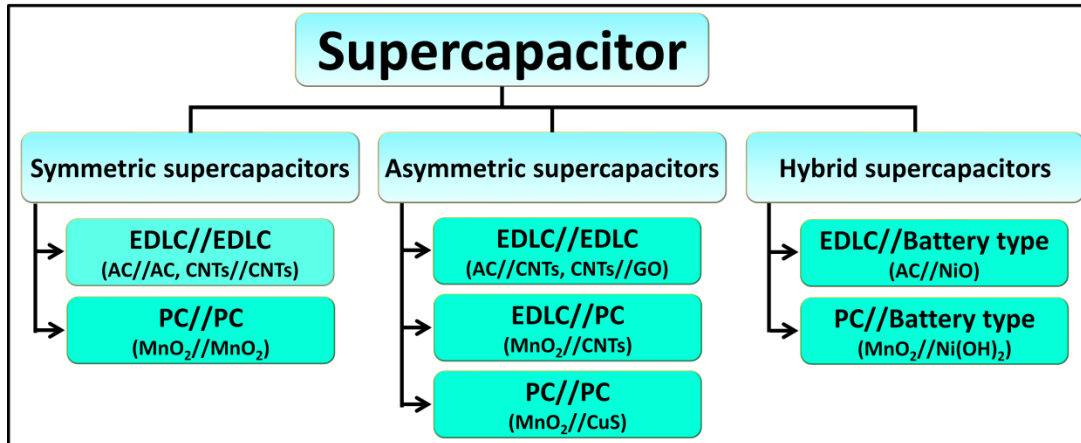 Supercapacitor
Symmetric supercapacitors
EDLC//EDLC
(AC//AC, CNTs//CNTs)
PC//PC
(MnO₂//MnO₂)
Asymmetric supercapacitors
EDLC//EDLC
(AC//CNTs, CNTs//GO)
EDLC//PC
(MnO₂//CNTs)
PC//PC
(MnO₂//CuS)
Hybrid supercapacitors
EDLC//Battery type
(AC//NiO)
PC//Battery type
(MnO₂//Ni(OH)₂)